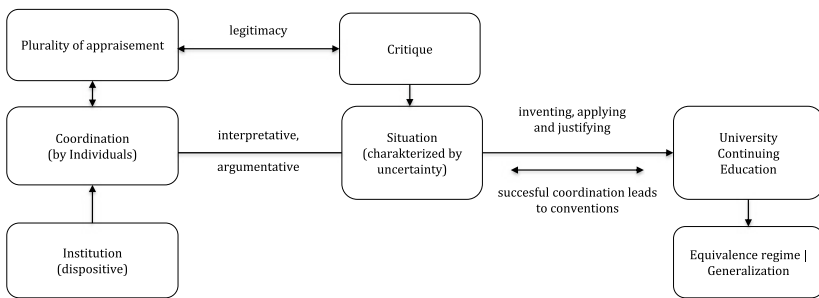 Plurality of appraisement
legitimacy
Critique
Coordination
(by Individuals)
interpretative,
argumentative
Situation
(charakterized by
uncertainty)
inventing, applying
and justifying
succesful coordination leads
to conventions
University
Continuing
Education
Institution
(dispositive)
Equivalence regime |
Generalization